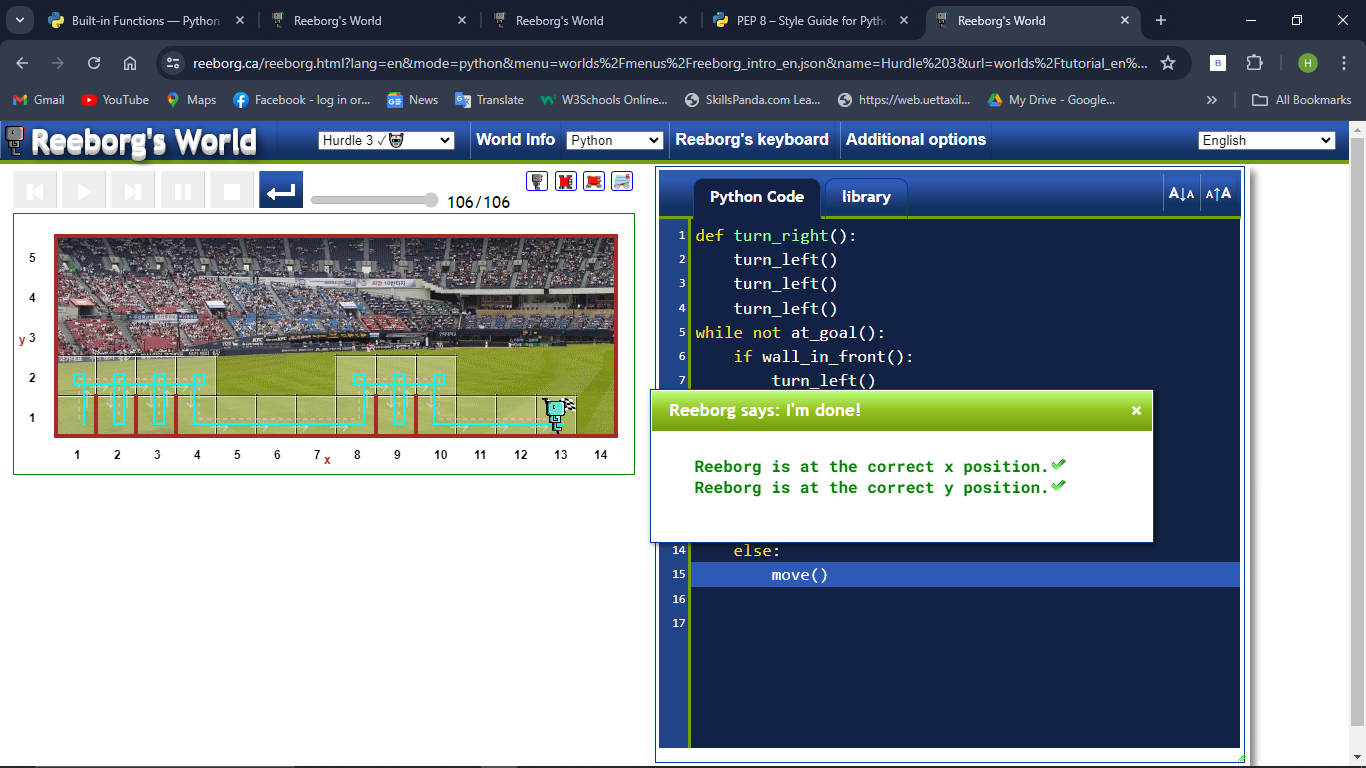 Built-in Functions — Python
Reeborg's World
Reeborg's World
PEP 8 – Style Guide for Pytho
Reeborg's World
reeborg.ca/reeborg.html?lang=en&mode=python&menu=worlds%2Fmenus%2Freeborg_intro_en.json&name=Hurdle%203&url=worlds%2Ftutorial_en%...
B
H
Gmail
YouTube
Maps
Facebook - log in or...
News
Translate
W3Schools Online...
SkillsPanda.com Lea...
https://web.uettaxil...
My Drive - Google...
»
All Bookmarks
Reeborg's World
Hurdle 3 ✓
World Info
Python
Reeborg's keyboard
Additional options
English
106/106
Python Code
library
A↓A
A↑A
5
4
y 3
2
1
1 2 3 4 5 6 7 x 8 9 10 11 12 13 14
1 def turn_right():
2 turn_left()
3 turn_left()
4 turn_left()
5 while not at_goal():
6 if wall_in_front():
7 turn_left()
Reeborg says: I'm done! ×
Reeborg is at the correct x position.✔
Reeborg is at the correct y position.✔
14 else:
15 move()
16
17